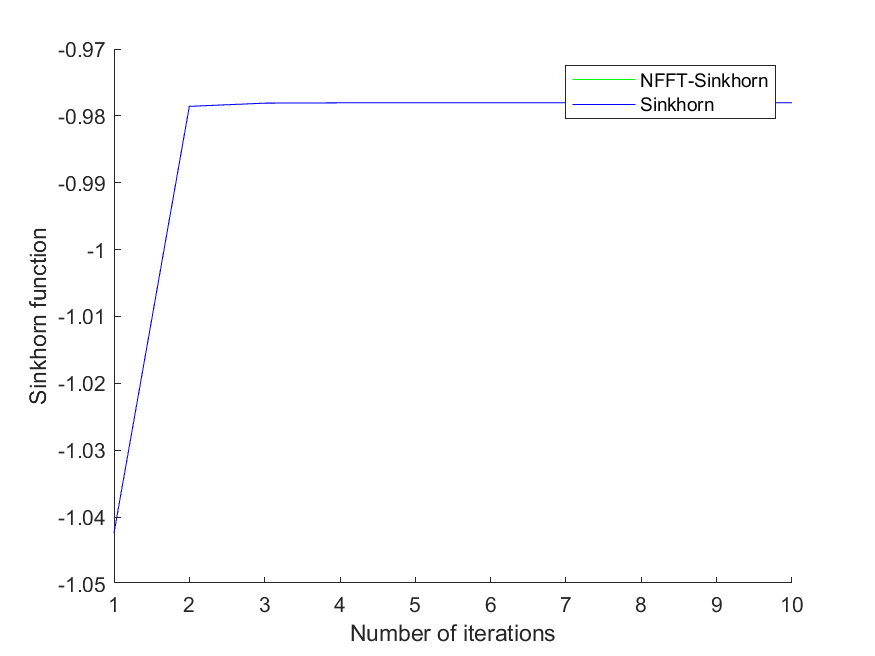 -0.97
-0.98
-0.99
-1
-1.01
-1.02
-1.03
-1.04
-1.05
Sinkhorn function
NFFT-Sinkhorn
Sinkhorn
1 2 3 4 5 6 7 8 9 10
Number of iterations